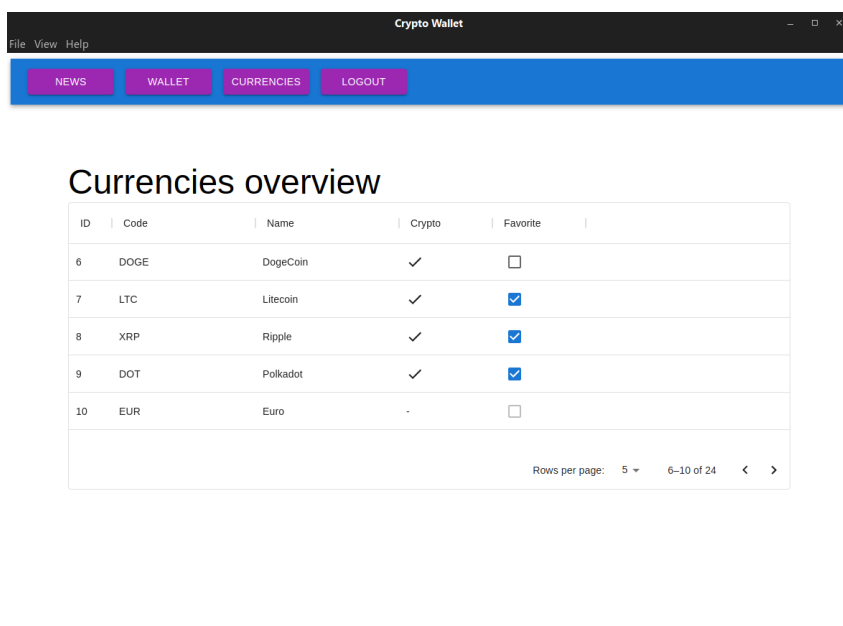 Crypto Wallet
File View Help
NEWS WALLET CURRENCIES LOGOUT
Currencies overview
ID Code Name Crypto Favorite
6 DOGE DogeCoin
7 LTC Litecoin
8 XRP Ripple
9 DOT Polkadot
10 EUR Euro -
Rows per page: 5 6–10 of 24